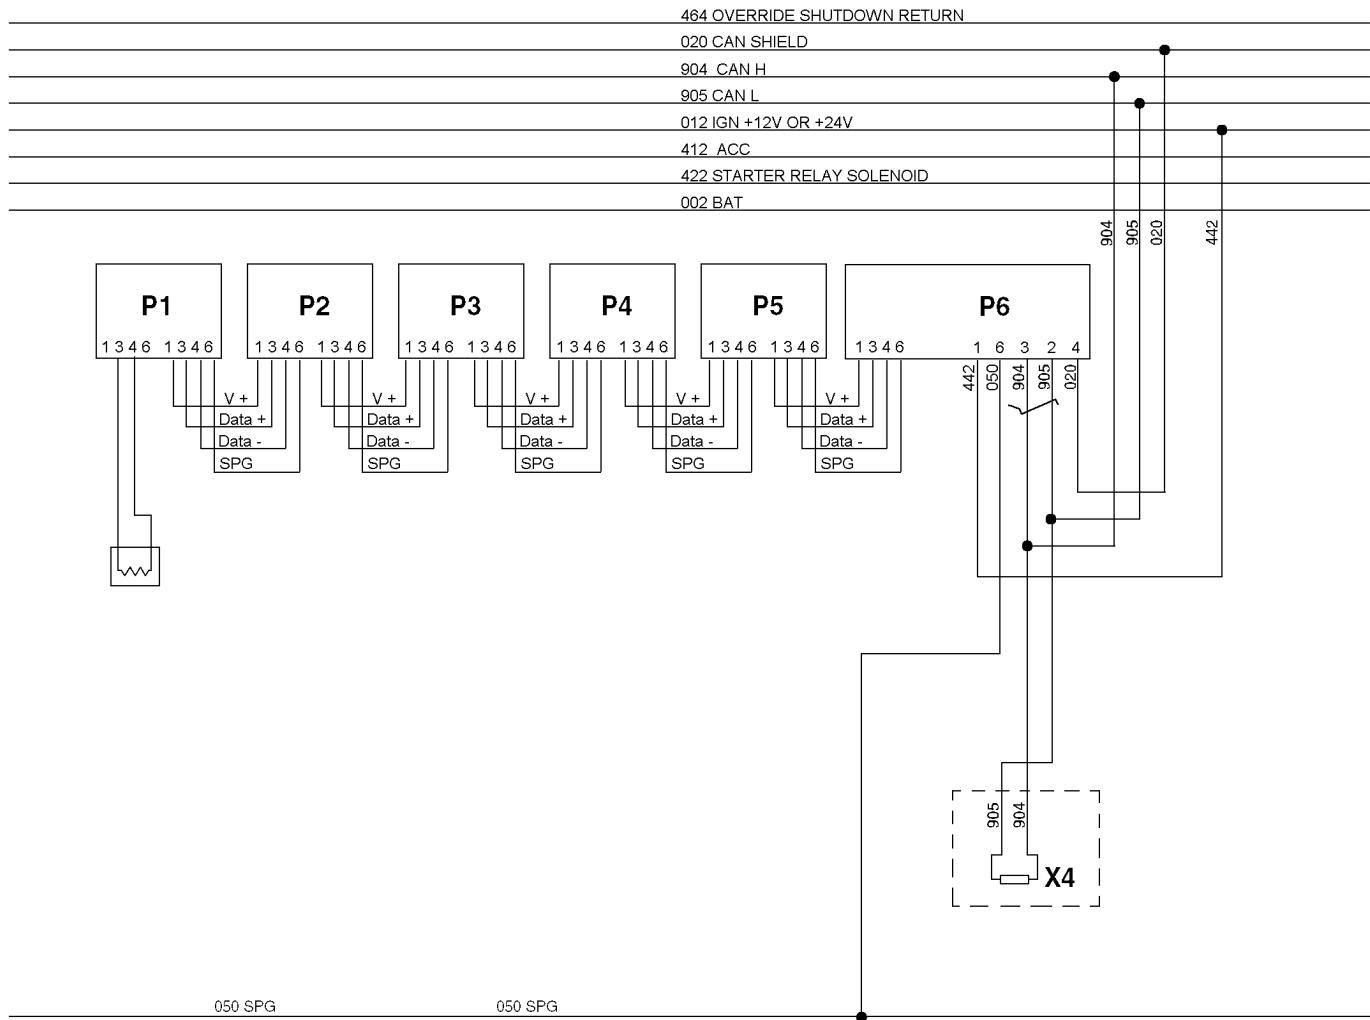 464 OVERRIDE SHUTDOWN RETURN
020 CAN SHIELD
904 CAN H
905 CAN L
012 IGN +12V OR +24V
412 ACC
422 STARTER RELAY SOLENOID
002 BAT
904 905 020 442
P1 P2 P3 P4 P5 P6
1 3 4 6 1 3 4 6 1 3 4 6 1 3 4 6 1 3 4 6 1 3 4 6 1 3 4 6 1 3 4 6 1 3 4 6 1 3 4 6 1 3 4 6 1 6 3 2 4
442 050 904 905 020
V + V + V + V + V +
Data + Data + Data + Data + Data +
Data - Data - Data - Data - Data -
SPG SPG SPG SPG SPG
905 904
X4
050 SPG 050 SPG